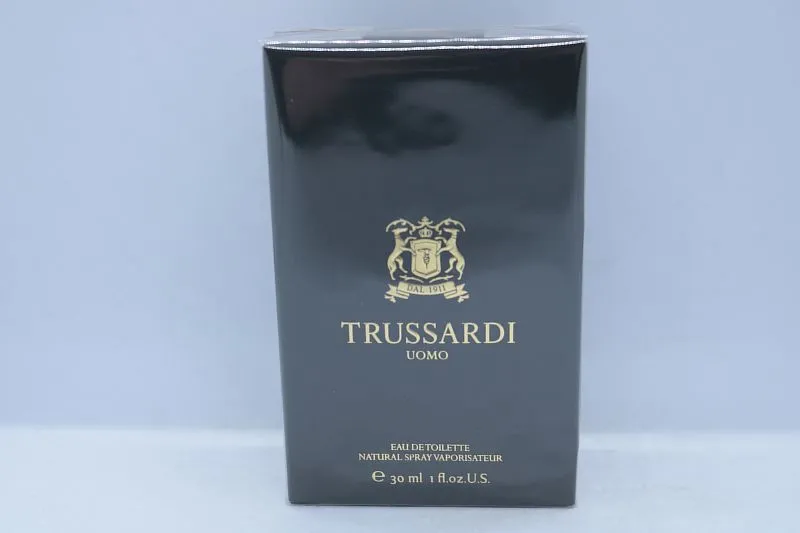 DAL 1911
TRUSSARDI
UOMO
EAU DE TOILETTE
NATURAL SPRAY VAPORISATEUR
℮ 30 ml 1 fl.oz.U.S.